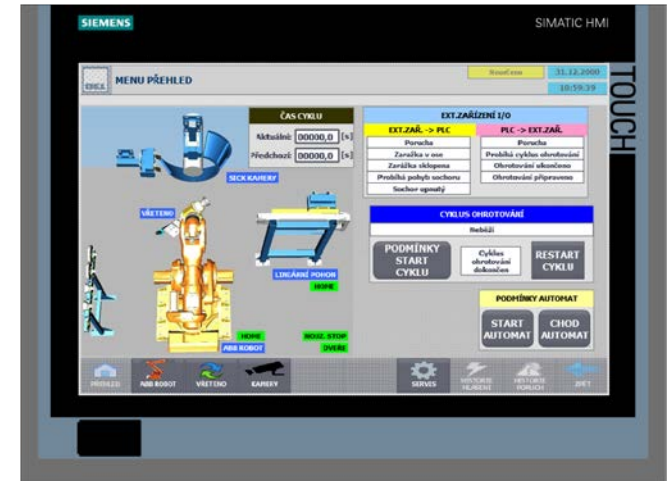 SIEMENS
SIMATIC HMI
TOUCH
MENU PŘEHLED
31.12.2000
10:59:39
ČAS CYKLU
Aktuální: 00000,0 [s]
Předchozí: 00000,0 [s]
SICK KAMERY
VŘETENO
LINEÁRNÍ POHON
HOME
HOME
ABB ROBOT
NOUZ. STOP
DVEŘE
EXT.ZAŘÍZENÍ I/O
EXT.ZAŘ. -> PLC
PLC -> EXT.ZAŘ.
Porucha
Porucha
Zarážka v ose
Probíhá cyklus ohrotování
Zarážka sklopena
Ohrotování ukončeno
Probíhá pohyb sochoru
Ohrotování připraveno
Sochor upnutý
CYKLUS OHROTOVÁNÍ
Neběží
PODMÍNKY
START
CYKLU
Cyklus
ohrotování
dokončen
RESTART
CYKLU
PODMÍNKY AUTOMAT
START
AUTOMAT
CHOD
AUTOMAT
PŘEHLED
ABB ROBOT
VŘETENO
KAMERY
SERVIS
HISTORIE
HLÁŠENÍ
HISTORIE
PORUCH
ZPĚT